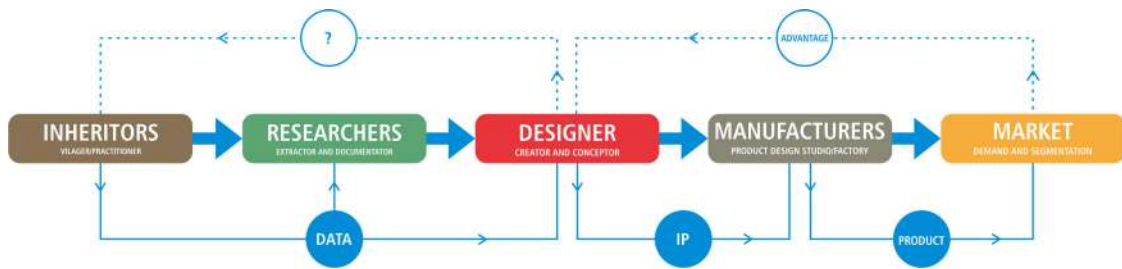 ?
ADVANTAGE
INHERITORS
VILAGER/PRACTITIONER
RESEARCHERS
EXTRACTOR AND DOCUMENTATOR
DESIGNER
CREATOR AND CONCEPTOR
MANUFACTURERS
PRODUCT DESIGN STUDIO/FACTORY
MARKET
DEMAND AND SEGMENTATION
DATA
IP
PRODUCT